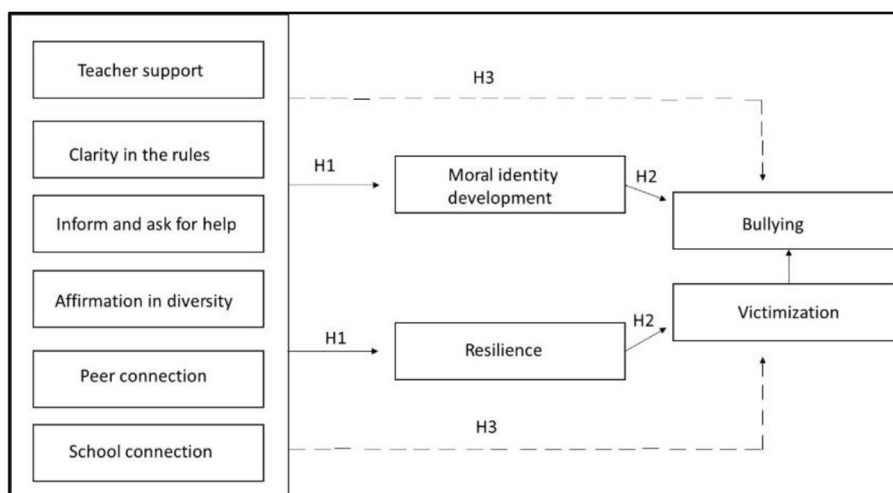 Teacher support
Clarity in the rules
Inform and ask for help
Affirmation in diversity
Peer connection
School connection
H3
H1
Moral identity
development
H2
Bullying
Victimization
H1
Resilience
H2
H3